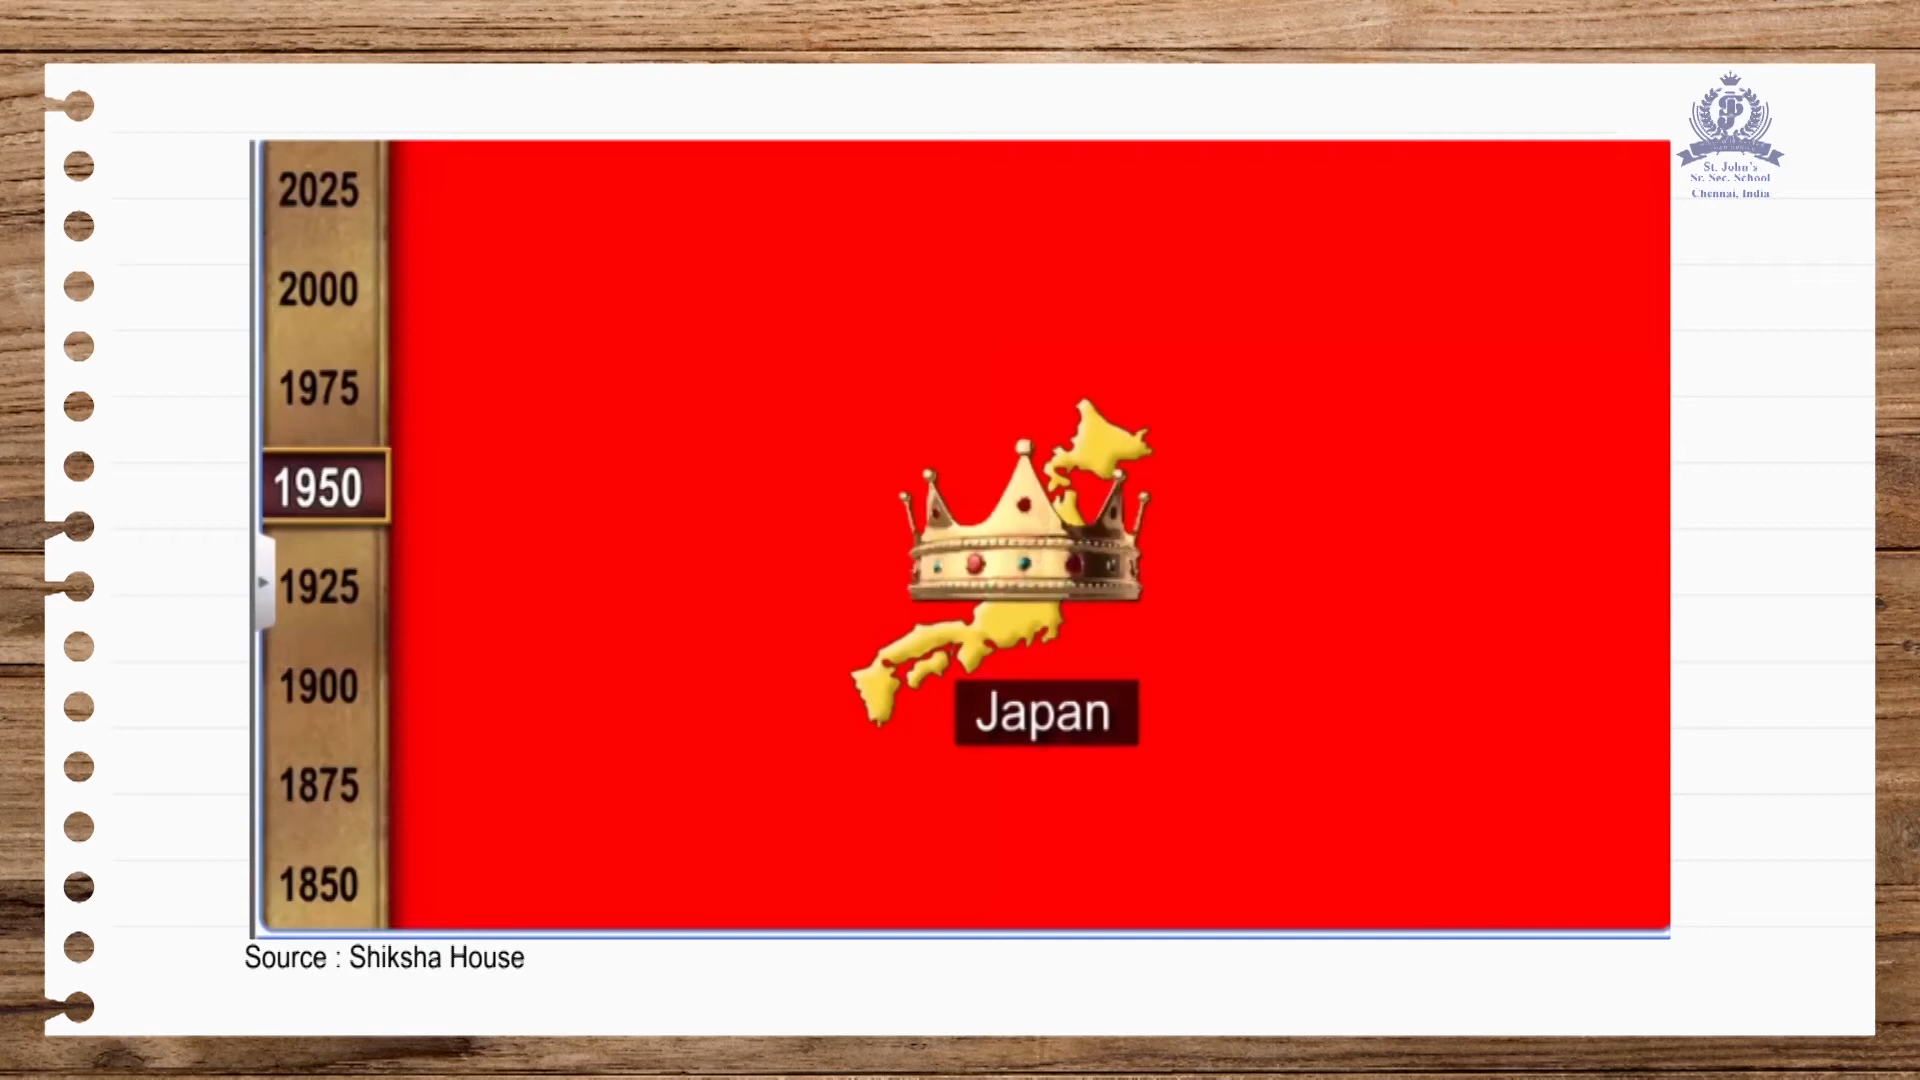 St. John's
Sr. Sec. School
Chennai, India
2025
2000
1975
1950
1925
1900
1875
1850
Japan
Source : Shiksha House